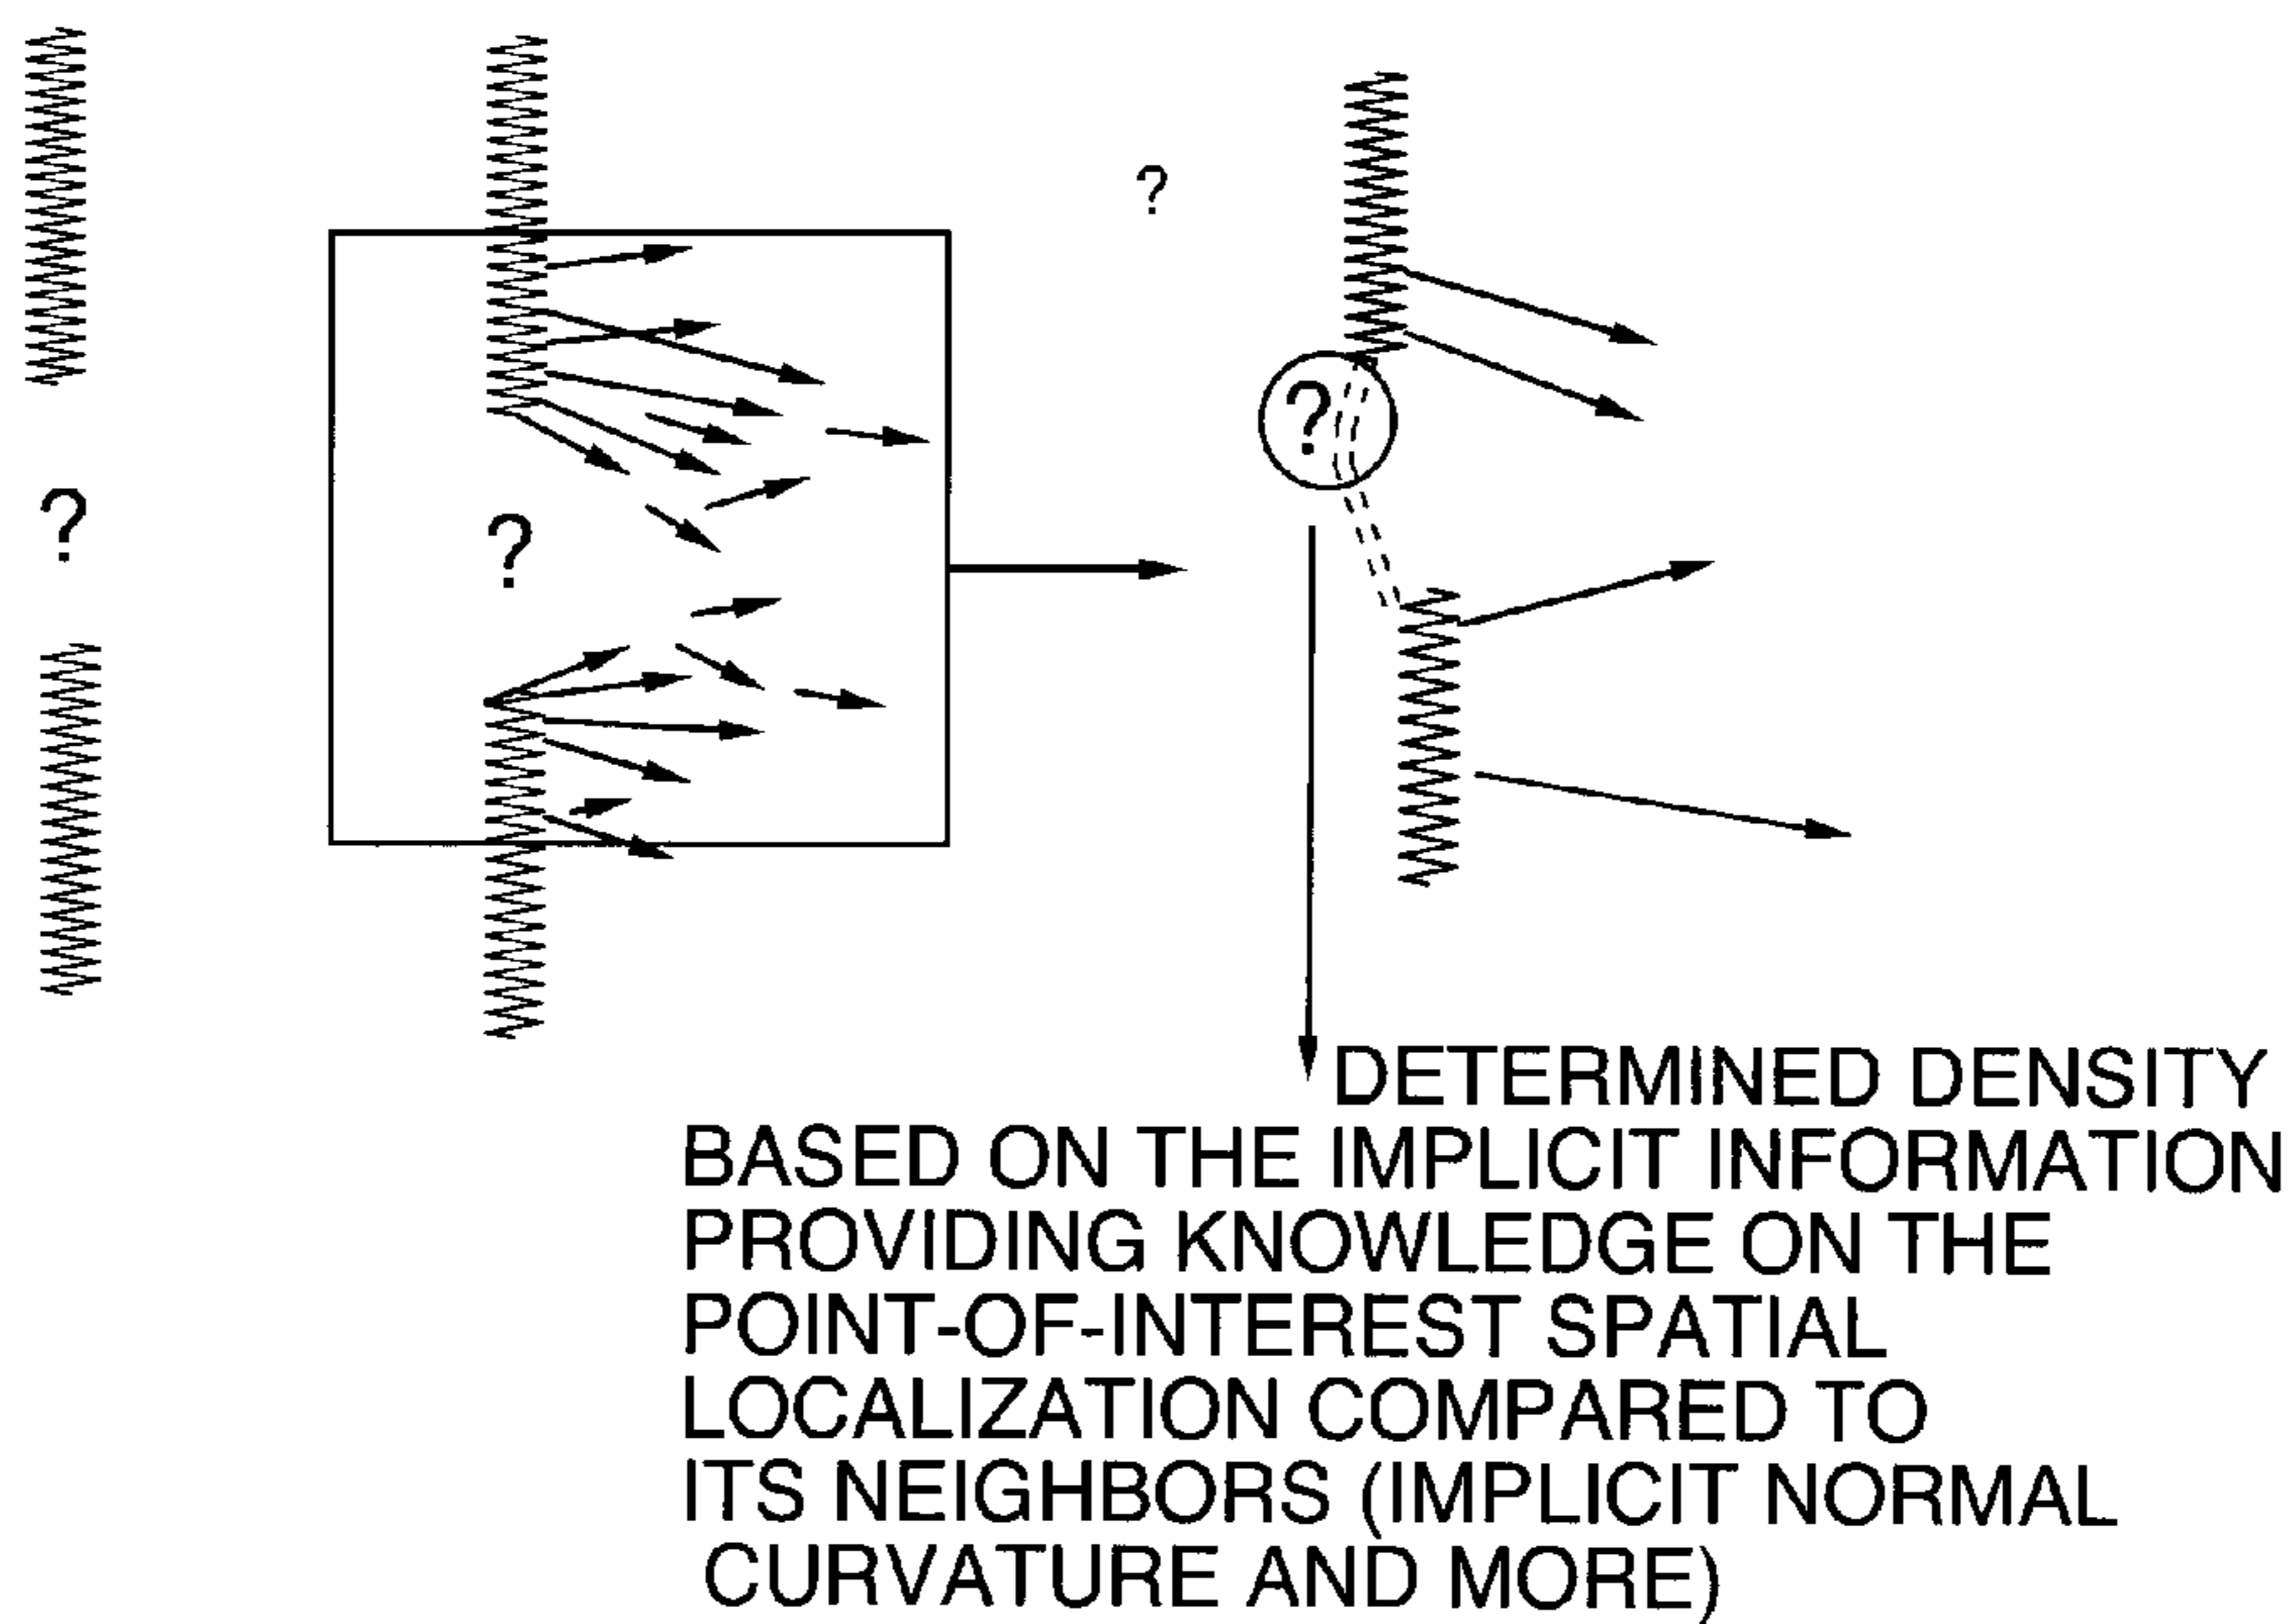 ?
?
?
?
DETERMINED DENSITY
BASED ON THE IMPLICIT INFORMATION
PROVIDING KNOWLEDGE ON THE
POINT-OF-INTEREST SPATIAL
LOCALIZATION COMPARED TO
ITS NEIGHBORS (IMPLICIT NORMAL
CURVATURE AND MORE)